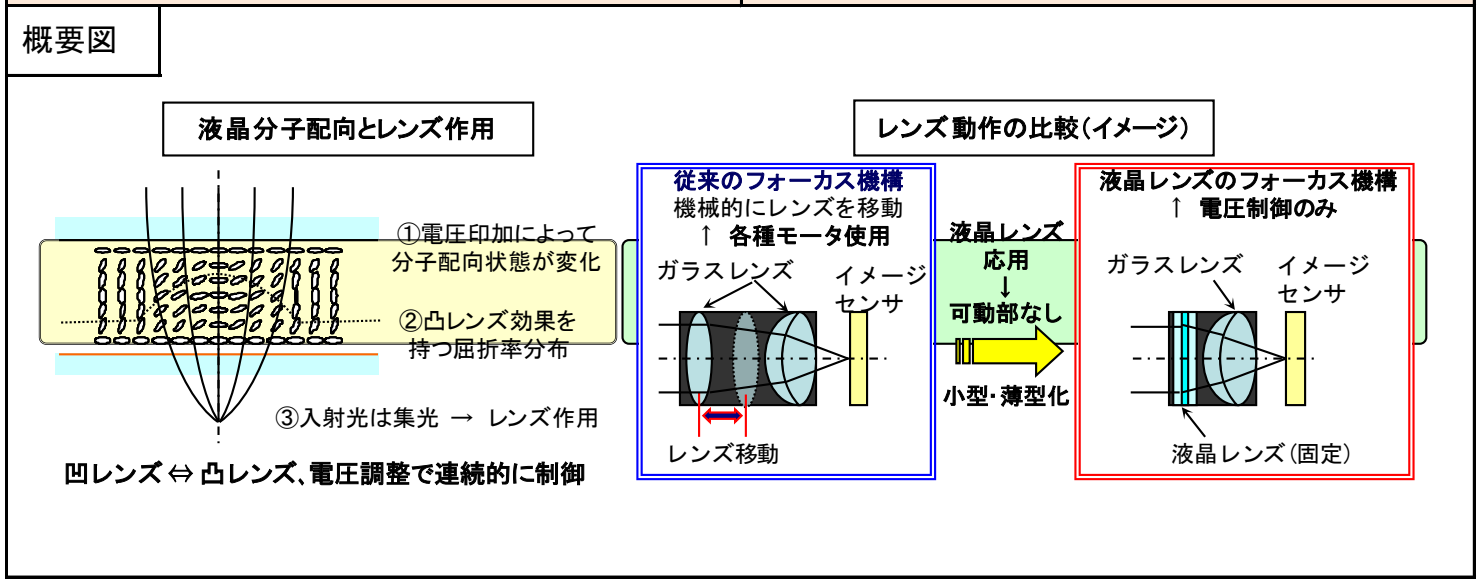 概要図
液晶分子配向とレンズ作用
①電圧印加によって
分子配向状態が変化
②凸レンズ効果を
持つ屈折率分布
③入射光は集光 → レンズ作用
凹レンズ ⇔ 凸レンズ、電圧調整で連続的に制御
レンズ動作の比較(イメージ)
従来のフォーカス機構
機械的にレンズを移動
↑ 各種モータ使用
ガラスレンズ
イメージ
センサ
レンズ移動
液晶レンズ
応用
↓
可動部なし
小型・薄型化
液晶レンズのフォーカス機構
↑ 電圧制御のみ
ガラスレンズ
イメージ
センサ
液晶レンズ(固定)